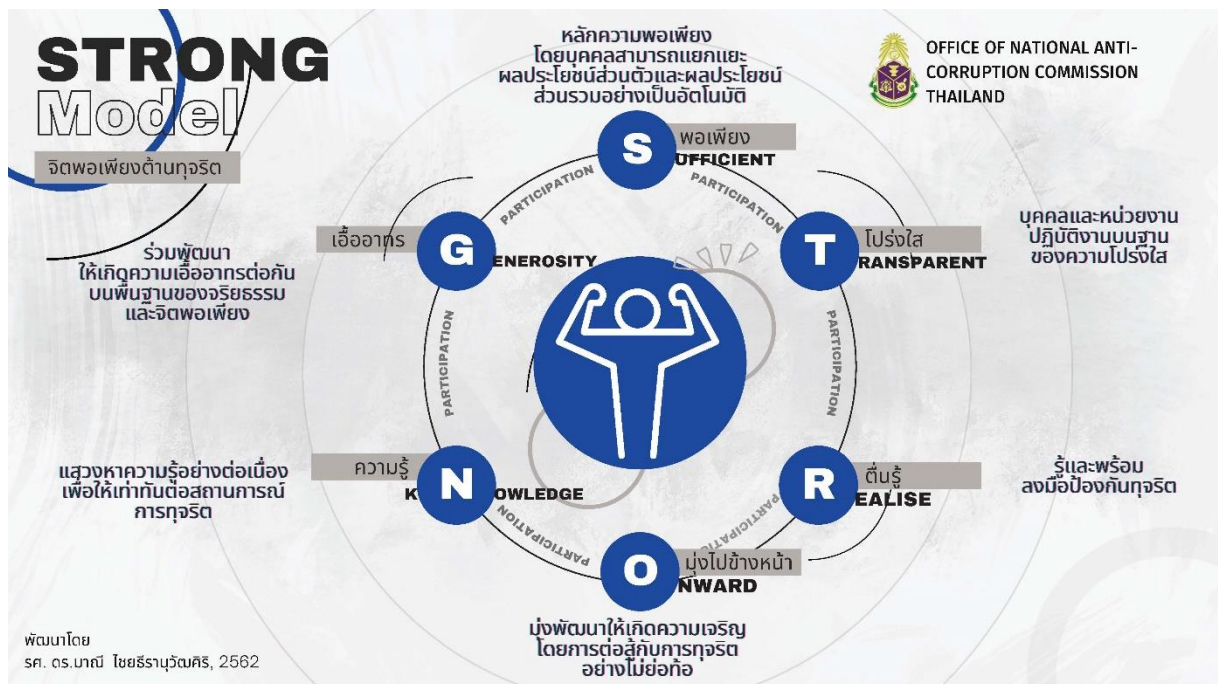 STRONG
Model
จิตพอเพียงต้านทุจริต
หลักความพอเพียง
โดยบุคคลสามารถแยกแยะ
ผลประโยชน์ส่วนตัวและผลประโยชน์
ส่วนรวมอย่างเป็นอัตโนมัติ
OFFICE OF NATIONAL ANTI-
CORRUPTION COMMISSION
THAILAND
พอเพียง
SUFFICIENT
PARTICIPATION
PARTICIPATION
เอื้ออาทร
GENEROSITY
โปร่งใส
TRANSPARENT
บุคคลและหน่วยงาน
ปฏิบัติงานบนฐาน
ของความโปร่งใส
ร่วมพัฒนา
ให้เกิดความเอื้ออาทรต่อกัน
บนพื้นฐานของจริยธรรม
และจิตพอเพียง
PARTICIPATION
PARTICIPATION
แสวงหาความรู้อย่างต่อเนื่อง
เพื่อให้เท่าทันต่อสถานการณ์
การทุจริต
ความรู้
KNOWLEDGE
ตื่นรู้
REALISE
รู้และพร้อม
ลงมือป้องกันทุจริต
PARTICIPATION
PARTICIPATION
มุ่งไปข้างหน้า
ONWARD
มุ่งพัฒนาให้เกิดความเจริญ
โดยการต่อสู้กับการทุจริต
อย่างไม่ย่อท้อ
พัฒนาโดย
รศ. ดร.มาณี ไชยธีรานุวัฒศิริ, 2562